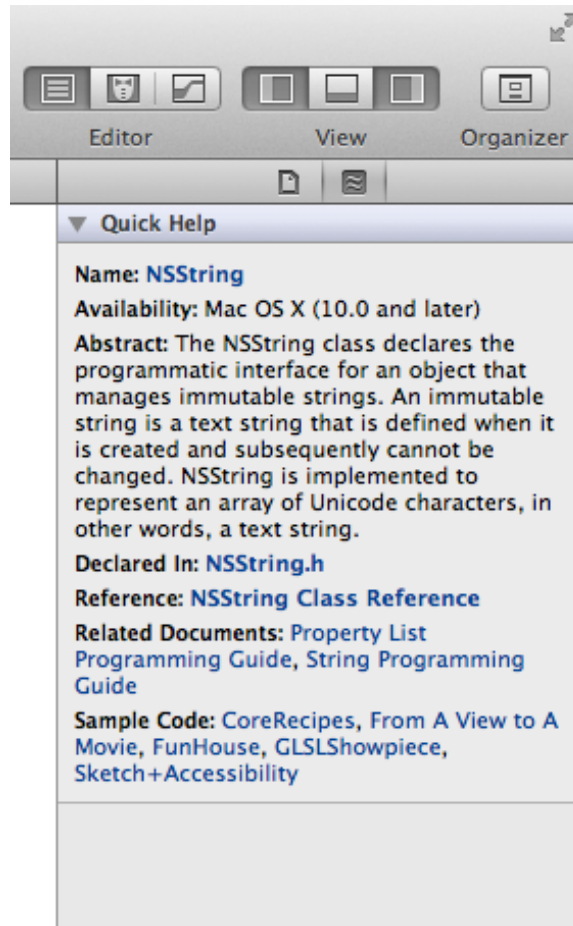 Editor View Organizer
Quick Help
Name: NSString
Availability: Mac OS X (10.0 and later)
Abstract: The NSString class declares the
programmatic interface for an object that
manages immutable strings. An immutable
string is a text string that is defined when it
is created and subsequently cannot be
changed. NSString is implemented to
represent an array of Unicode characters, in
other words, a text string.
Declared In: NSString.h
Reference: NSString Class Reference
Related Documents: Property List
Programming Guide, String Programming
Guide
Sample Code: CoreRecipes, From A View to A
Movie, FunHouse, GLSLShowpiece,
Sketch+Accessibility